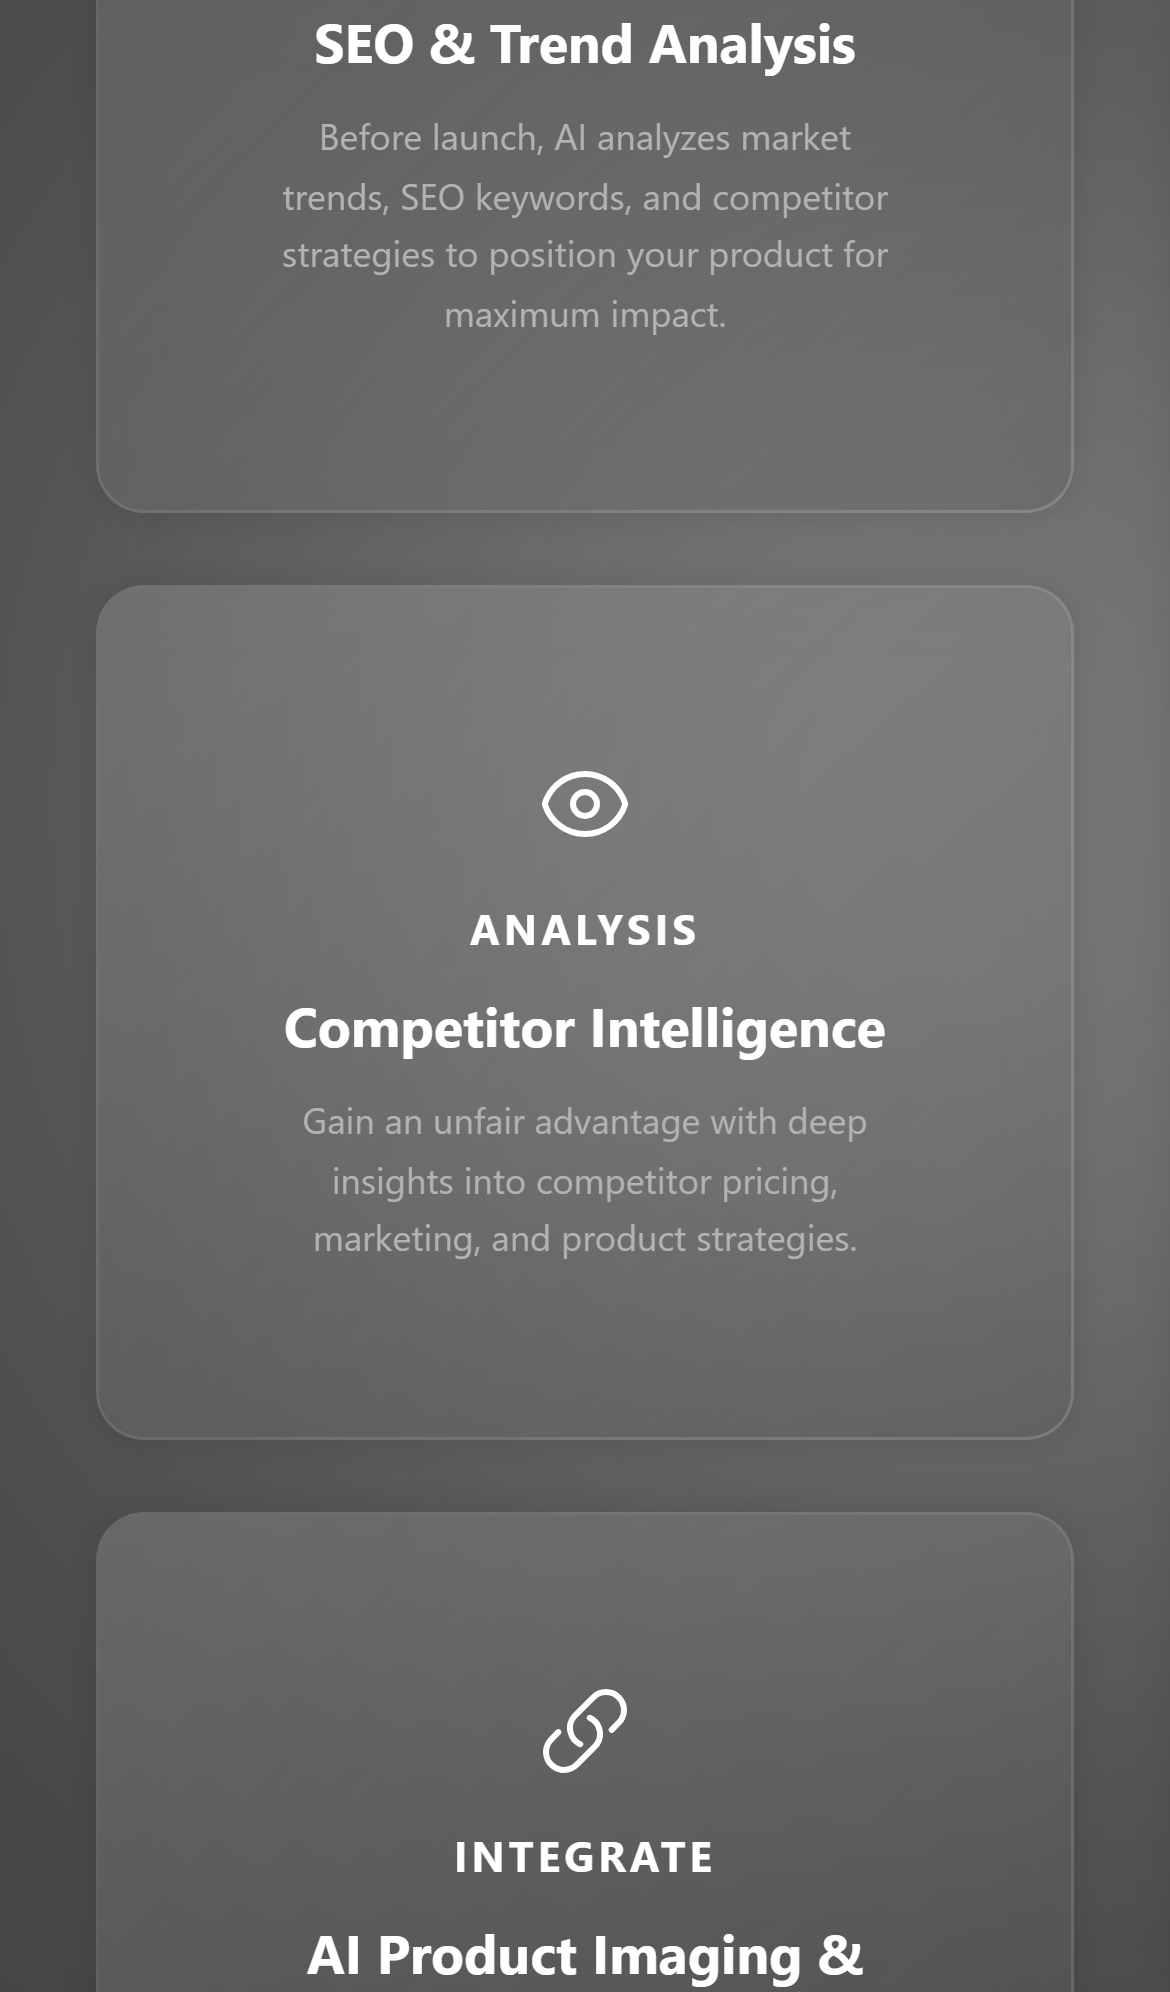 SEO & Trend Analysis
Before launch, AI analyzes market
trends, SEO keywords, and competitor
strategies to position your product for
maximum impact.
ANALYSIS
Competitor Intelligence
Gain an unfair advantage with deep
insights into competitor pricing,
marketing, and product strategies.
INTEGRATE
AI Product Imaging &